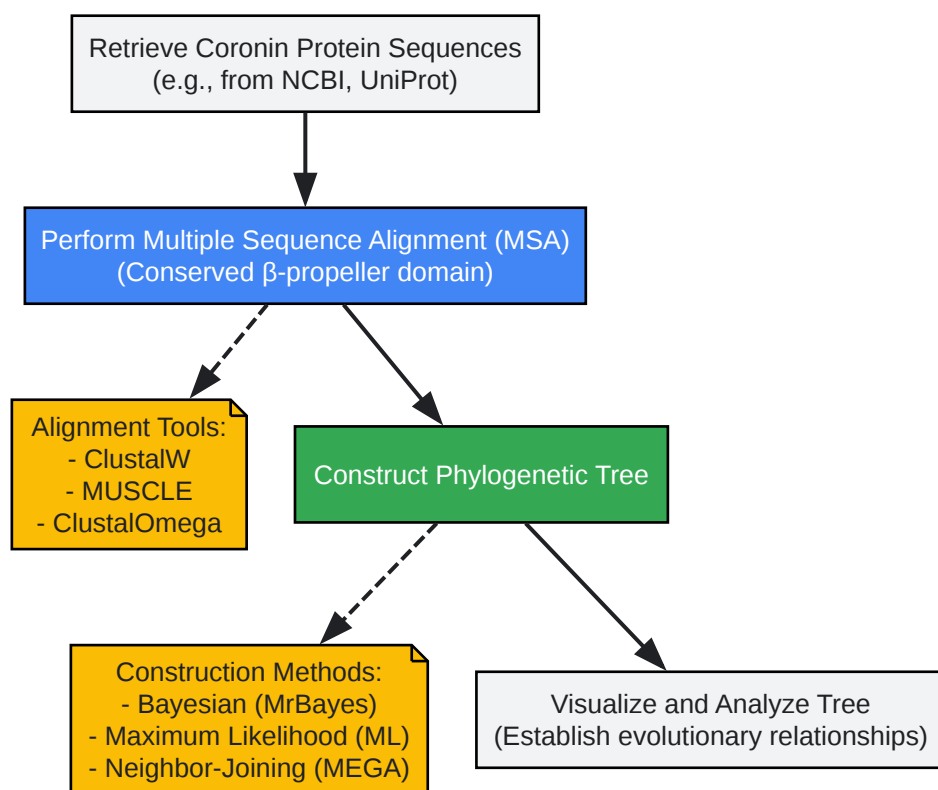 Retrieve Coronin Protein Sequences
(e.g., from NCBI, UniProt)
Perform Multiple Sequence Alignment (MSA)
(Conserved β-propeller domain)
Alignment Tools:
- ClustalW
- MUSCLE
- ClustalOmega
Construct Phylogenetic Tree
Construction Methods:
- Bayesian (MrBayes)
- Maximum Likelihood (ML)
- Neighbor-Joining (MEGA)
Visualize and Analyze Tree
(Establish evolutionary relationships)